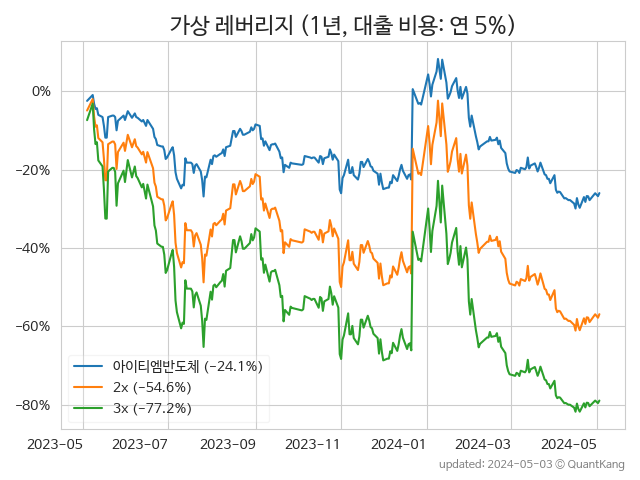 가상 레버리지 (1년, 대출 비용: 연 5%)
0%
−20%
−40%
−60%
−80%
아이티엠반도체 (−24.1%)
2x (−54.6%)
3x (−77.2%)
2023−05 2023−07 2023−09 2023−11 2024−01 2024−03 2024−05
updated: 2024−05−03 © QuantKang